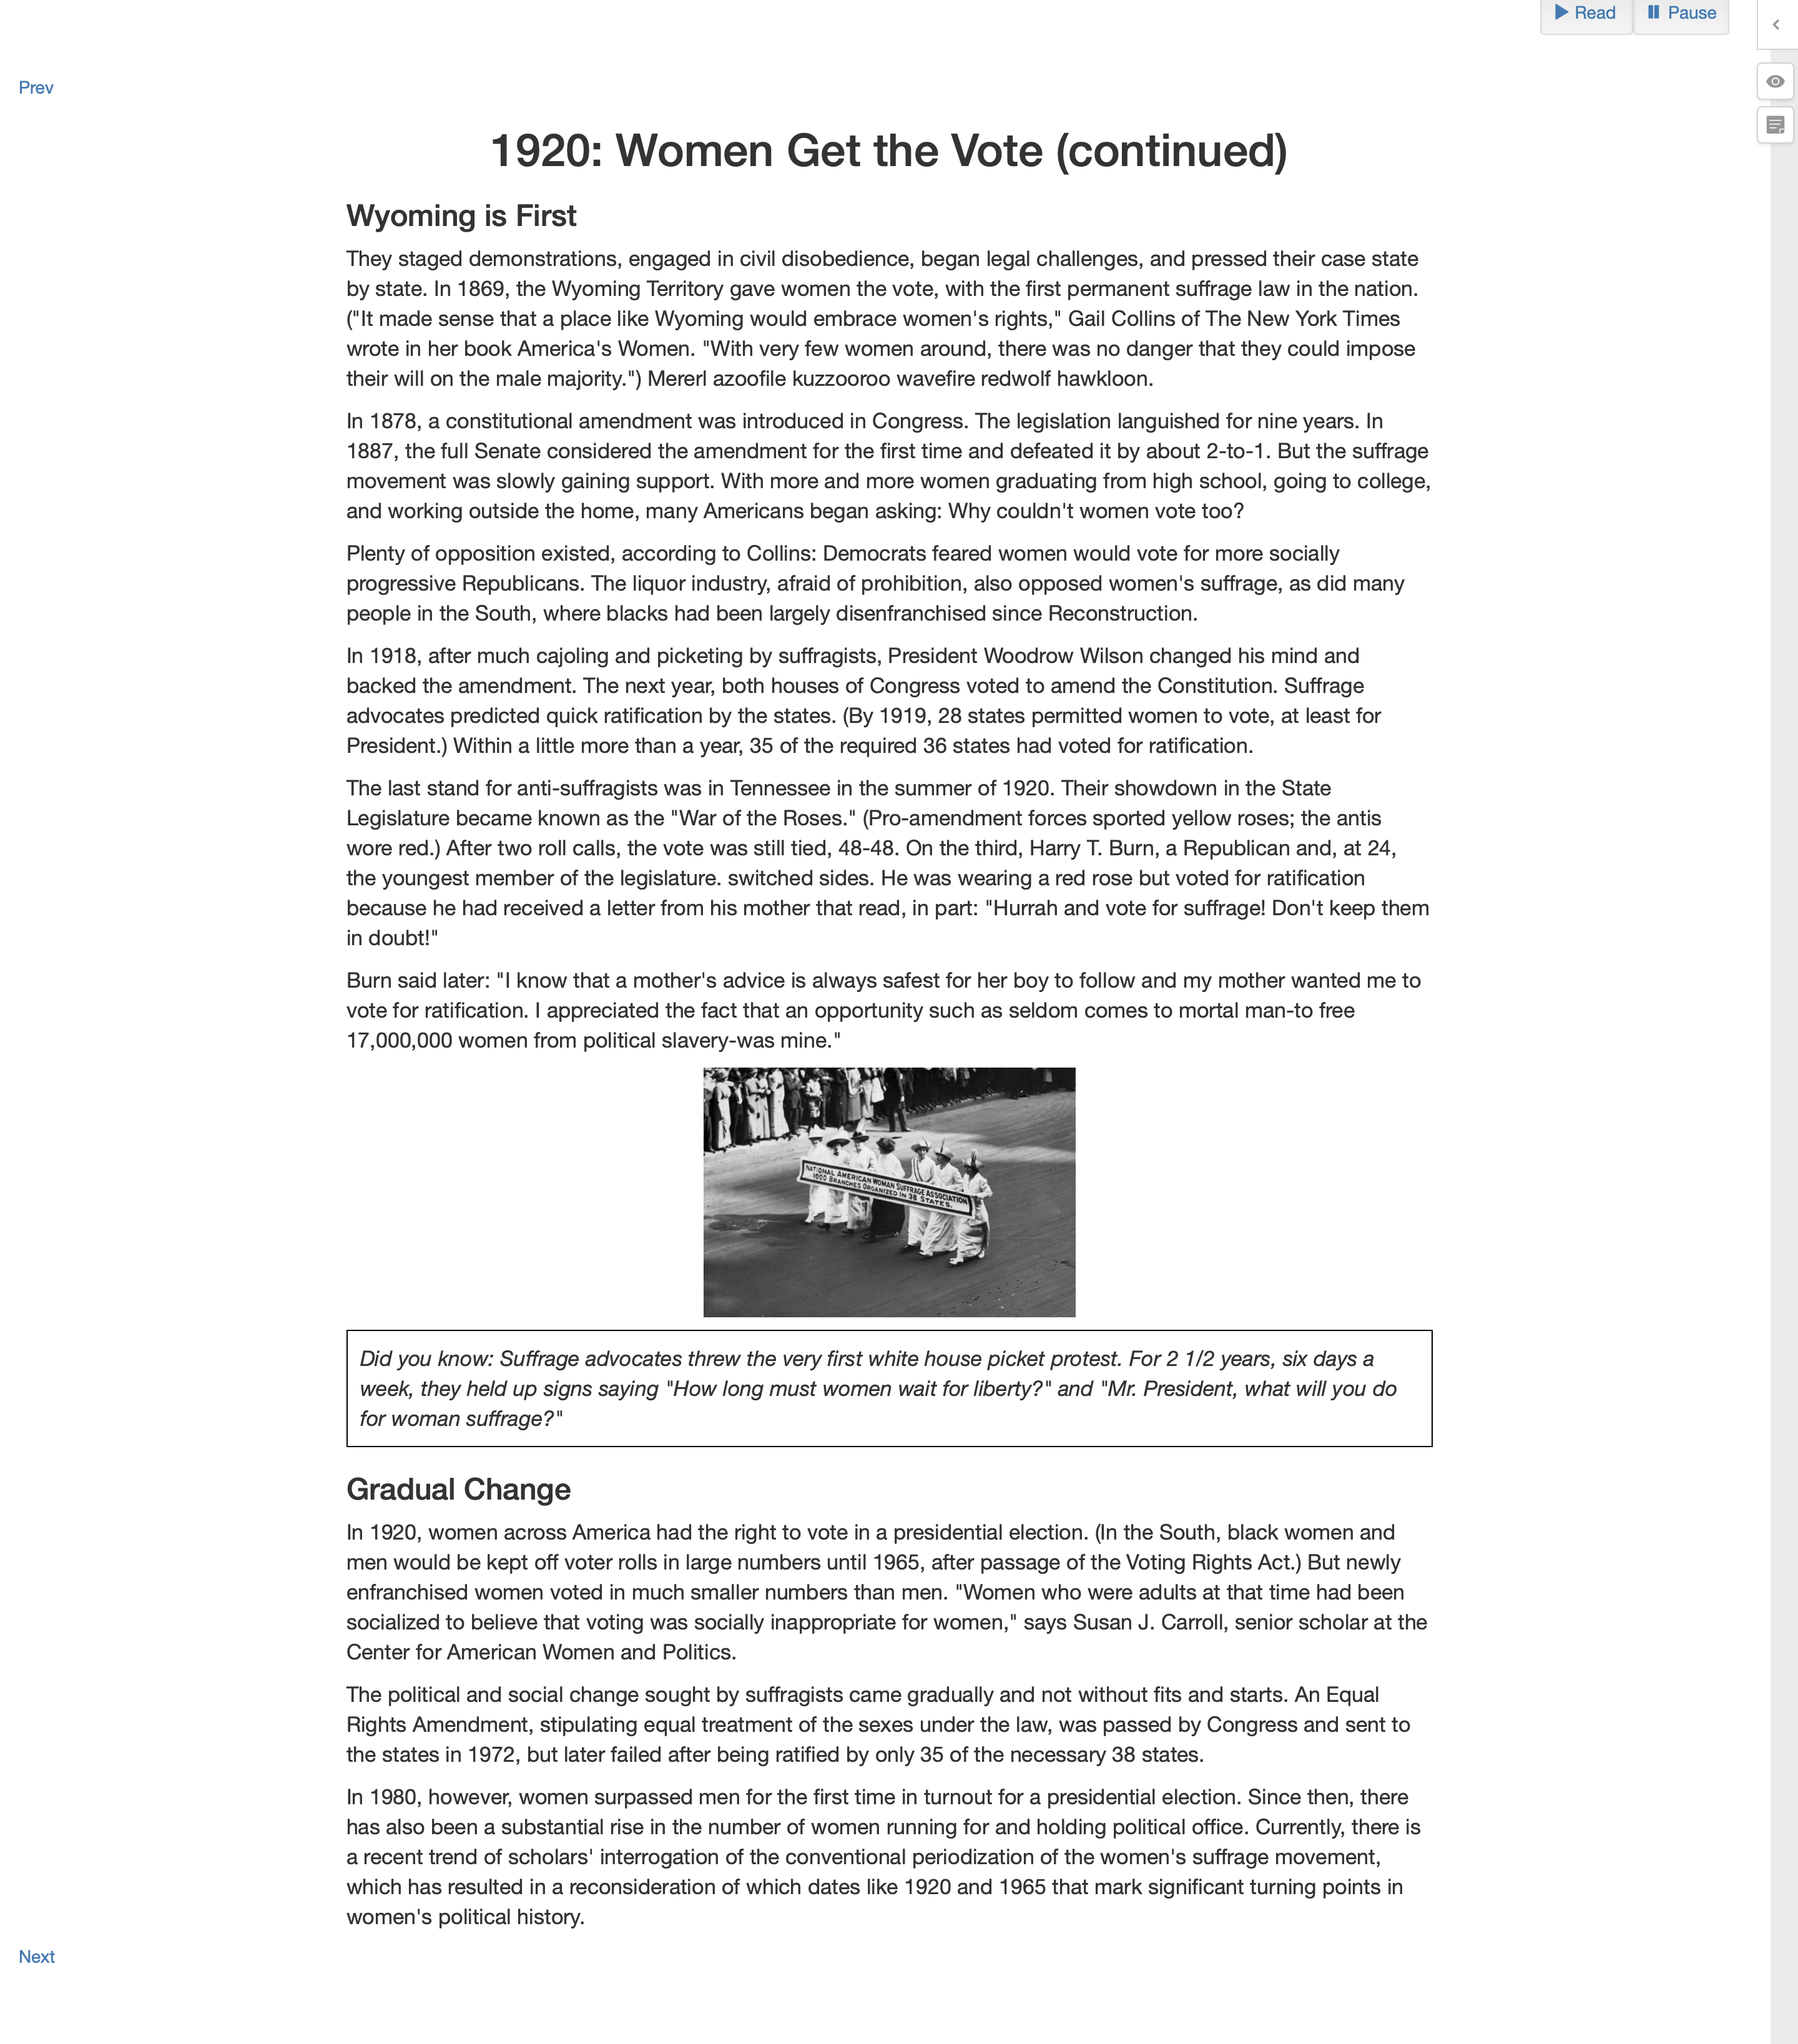 Read
Pause
Prev
1920: Women Get the Vote (continued)
Wyoming is First
They staged demonstrations, engaged in civil disobedience, began legal challenges, and pressed their case state
by state. In 1869, the Wyoming Territory gave women the vote, with the first permanent suffrage law in the nation.
("It made sense that a place like Wyoming would embrace women's rights," Gail Collins of The New York Times
wrote in her book America's Women. "With very few women around, there was no danger that they could impose
their will on the male majority.") Mererl azoofile kuzzooroo wavefire redwolf hawkloon.
In 1878, a constitutional amendment was introduced in Congress. The legislation languished for nine years. In
1887, the full Senate considered the amendment for the first time and defeated it by about 2-to-1. But the suffrage
movement was slowly gaining support. With more and more women graduating from high school, going to college,
and working outside the home, many Americans began asking: Why couldn't women vote too?
Plenty of opposition existed, according to Collins: Democrats feared women would vote for more socially
progressive Republicans. The liquor industry, afraid of prohibition, also opposed women's suffrage, as did many
people in the South, where blacks had been largely disenfranchised since Reconstruction.
In 1918, after much cajoling and picketing by suffragists, President Woodrow Wilson changed his mind and
backed the amendment. The next year, both houses of Congress voted to amend the Constitution. Suffrage
advocates predicted quick ratification by the states. (By 1919, 28 states permitted women to vote, at least for
President.) Within a little more than a year, 35 of the required 36 states had voted for ratification.
The last stand for anti-suffragists was in Tennessee in the summer of 1920. Their showdown in the State
Legislature became known as the "War of the Roses." (Pro-amendment forces sported yellow roses; the antis
wore red.) After two roll calls, the vote was still tied, 48-48. On the third, Harry T. Burn, a Republican and, at 24,
the youngest member of the legislature. switched sides. He was wearing a red rose but voted for ratification
because he had received a letter from his mother that read, in part: "Hurrah and vote for suffrage! Don't keep them
in doubt!"
Burn said later: "I know that a mother's advice is always safest for her boy to follow and my mother wanted me to
vote for ratification. I appreciated the fact that an opportunity such as seldom comes to mortal man-to free
17,000,000 women from political slavery-was mine."
NATIONAL AMERICAN WOMAN SUFFRAGE ASSOCIATION
1000 BRANCHES ORGANIZED IN 38 STATES.
Did you know: Suffrage advocates threw the very first white house picket protest. For 2 1/2 years, six days a
week, they held up signs saying "How long must women wait for liberty?" and "Mr. President, what will you do
for woman suffrage?"
Gradual Change
In 1920, women across America had the right to vote in a presidential election. (In the South, black women and
men would be kept off voter rolls in large numbers until 1965, after passage of the Voting Rights Act.) But newly
enfranchised women voted in much smaller numbers than men. "Women who were adults at that time had been
socialized to believe that voting was socially inappropriate for women," says Susan J. Carroll, senior scholar at the
Center for American Women and Politics.
The political and social change sought by suffragists came gradually and not without fits and starts. An Equal
Rights Amendment, stipulating equal treatment of the sexes under the law, was passed by Congress and sent to
the states in 1972, but later failed after being ratified by only 35 of the necessary 38 states.
In 1980, however, women surpassed men for the first time in turnout for a presidential election. Since then, there
has also been a substantial rise in the number of women running for and holding political office. Currently, there is
a recent trend of scholars' interrogation of the conventional periodization of the women's suffrage movement,
which has resulted in a reconsideration of which dates like 1920 and 1965 that mark significant turning points in
women's political history.
Next